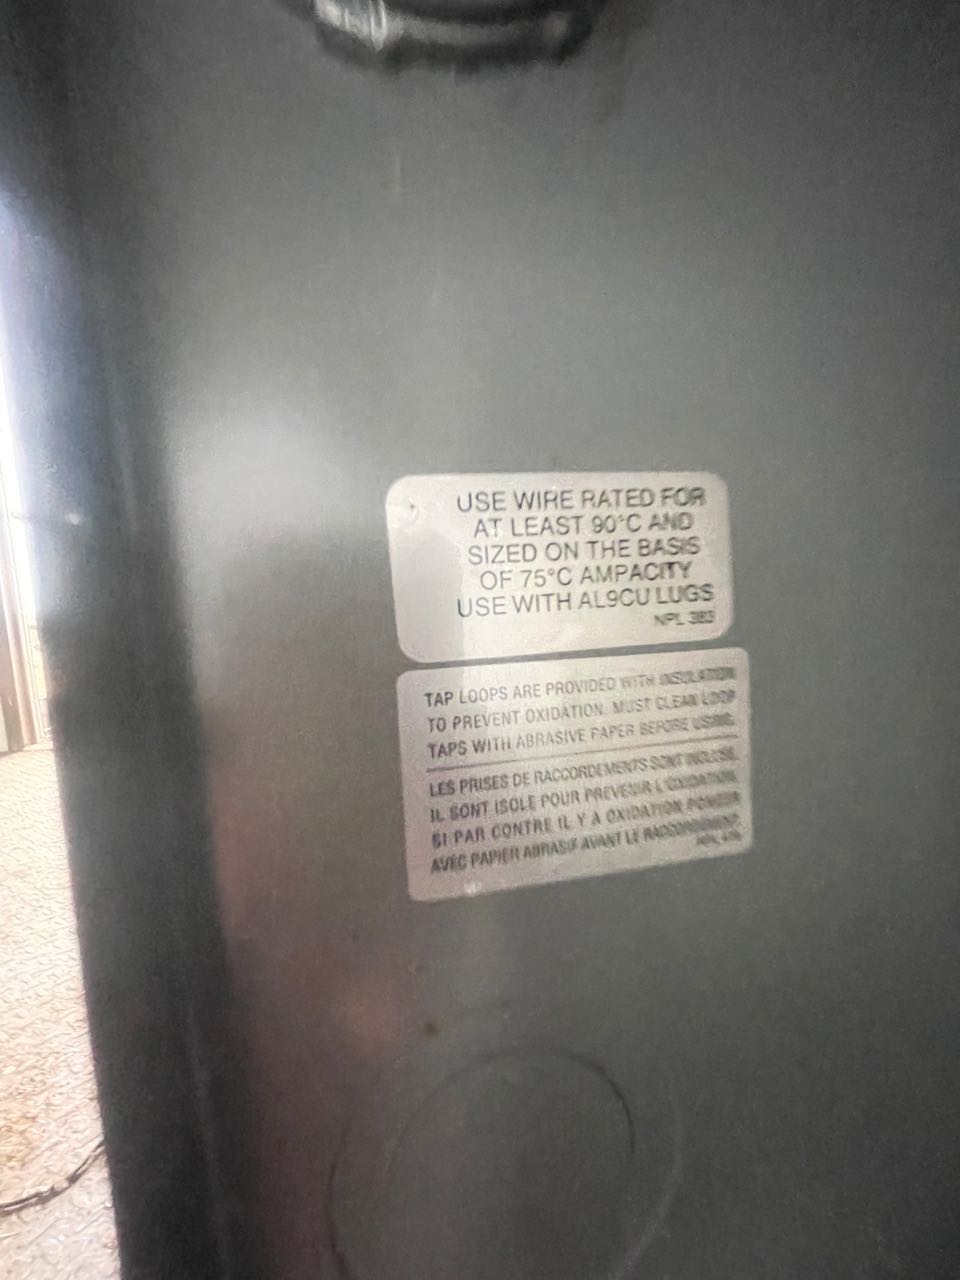 USE WIRE RATED FOR
AT LEAST 90°C AND
SIZED ON THE BASIS
OF 75°C AMPACITY
USE WITH AL9CU LUGS
NPL 383
TAP LOOPS ARE PROVIDED WITH INSULATION
TO PREVENT OXIDATION. MUST CLEAN LOOP
TAPS WITH ABRASIVE PAPER BEFORE USING.
LES PRISES DE RACCORDEMENTS SONT INCLUSE.
IL SONT ISOLE POUR PREVENIR L'OXIDATION.
SI PAR CONTRE IL Y A OXIDATION
AVEC PAPIER ABRASIF AVANT LE RACCORDEMENT.